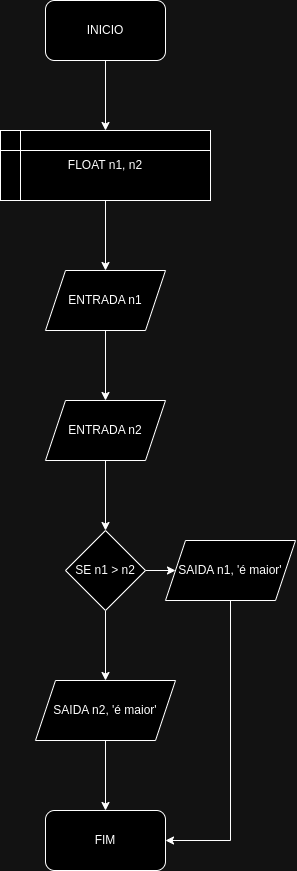 INICIO
FLOAT n1, n2
ENTRADA n1
ENTRADA n2
SE n1 > n2
SAIDA n1, 'é maior'
SAIDA n2, 'é maior'
FIM